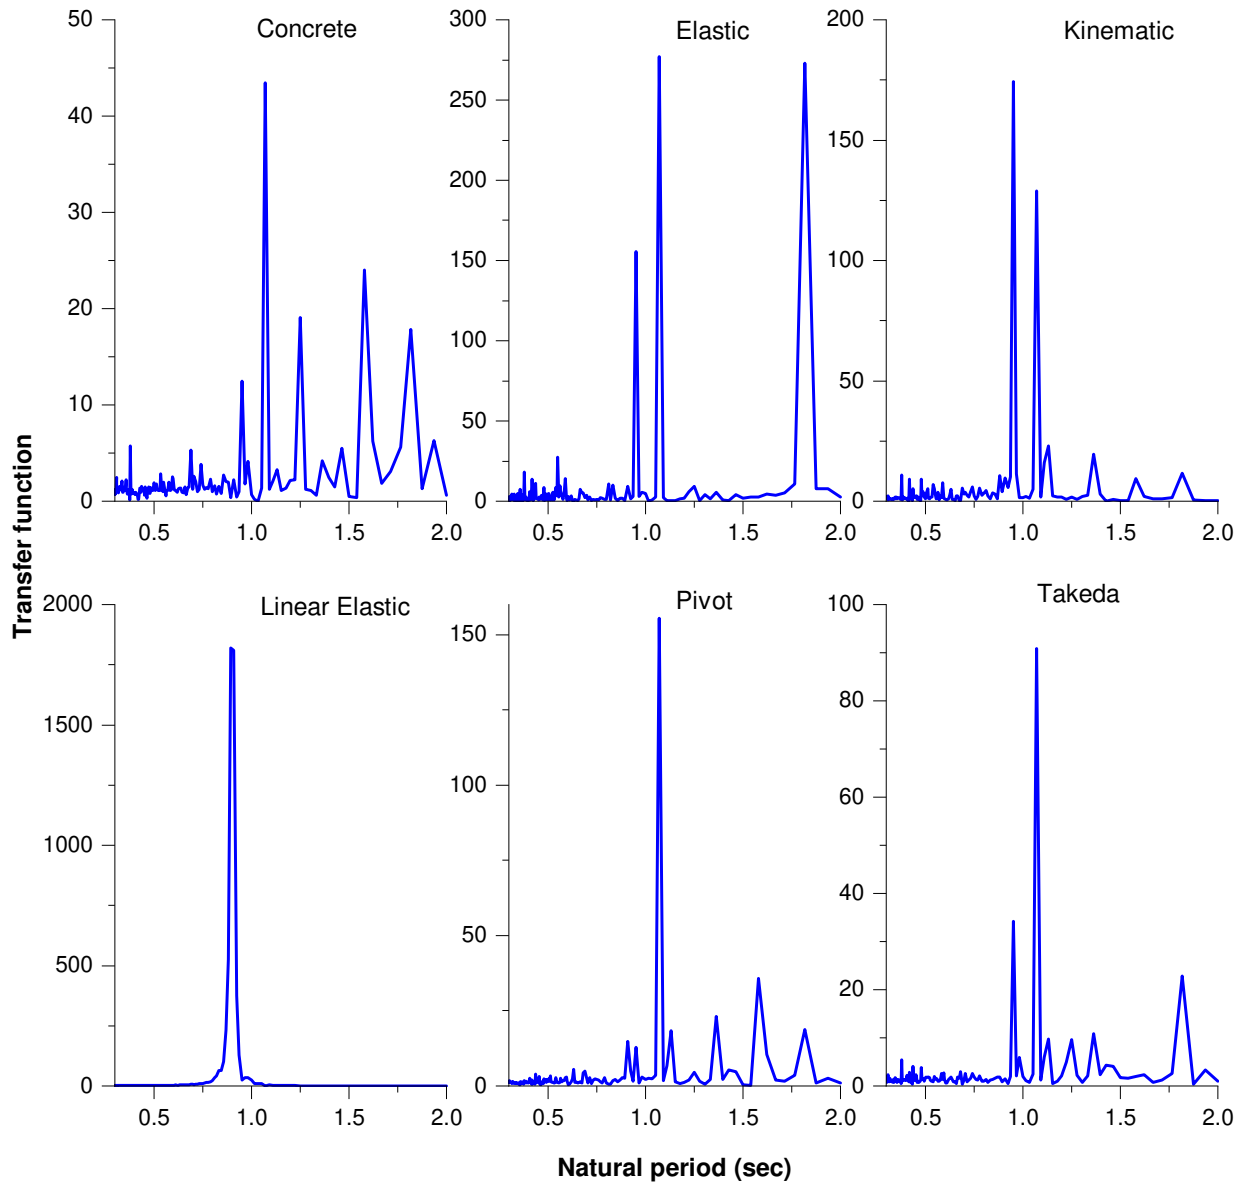 Concrete
50
40
30
20
10
0
0.5 1.0 1.5 2.0
Elastic
300
250
200
150
100
50
0
0.5 1.0 1.5 2.0
Kinematic
200
150
100
50
0
0.5 1.0 1.5 2.0
Transfer function
Linear Elastic
2000
1500
1000
500
0
0.5 1.0 1.5 2.0
Pivot
150
100
50
0
0.5 1.0 1.5 2.0
Takeda
100
80
60
40
20
0
0.5 1.0 1.5 2.0
Natural period (sec)